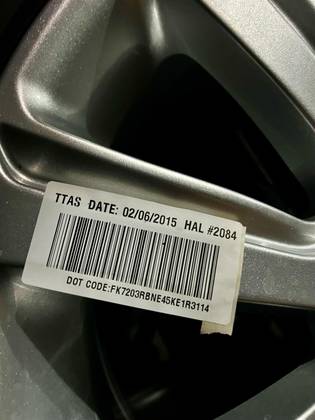 TTAS DATE: 02/06/2015 HAL #2084
DOT CODE:FK7203RBNE45KE1R3114